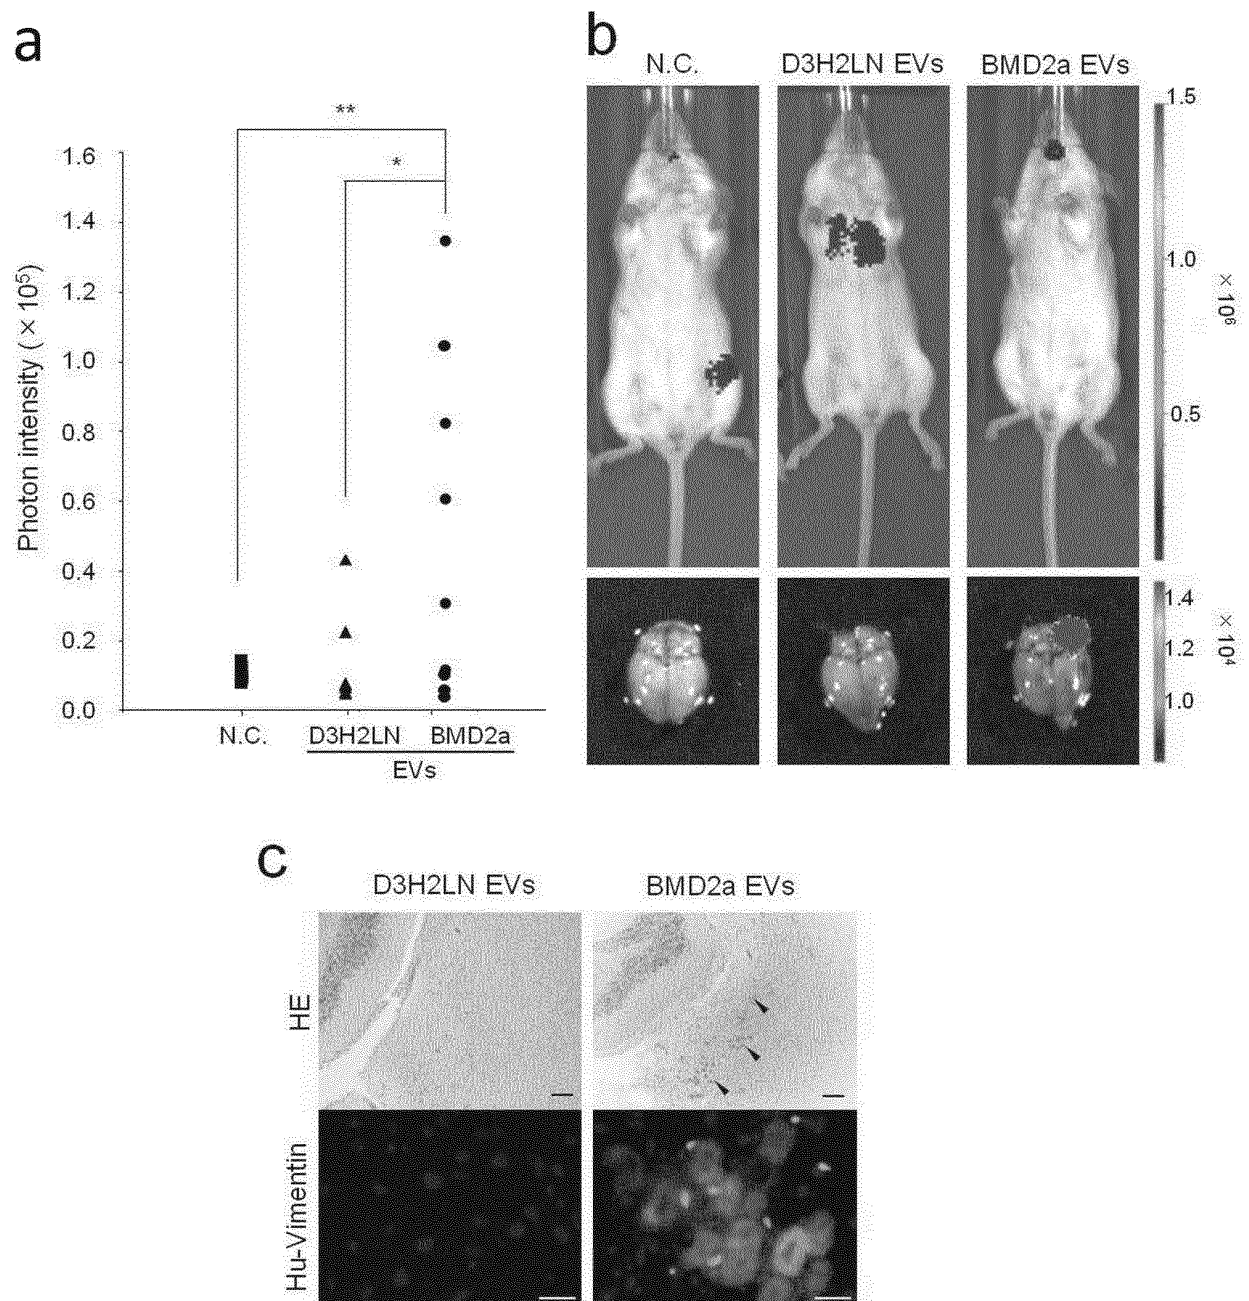 a
**
*
Photon intensity (×10⁵)
1.6
1.4
1.2
1.0
0.8
0.6
0.4
0.2
0.0
N.C.
D3H2LN
BMD2a
EVs
b
N.C.
D3H2LN EVs
BMD2a EVs
1.5
1.0
0.5
×10⁶
1.4
1.2
1.0
×10⁴
c
D3H2LN EVs
BMD2a EVs
HE
Hu-Vimentin